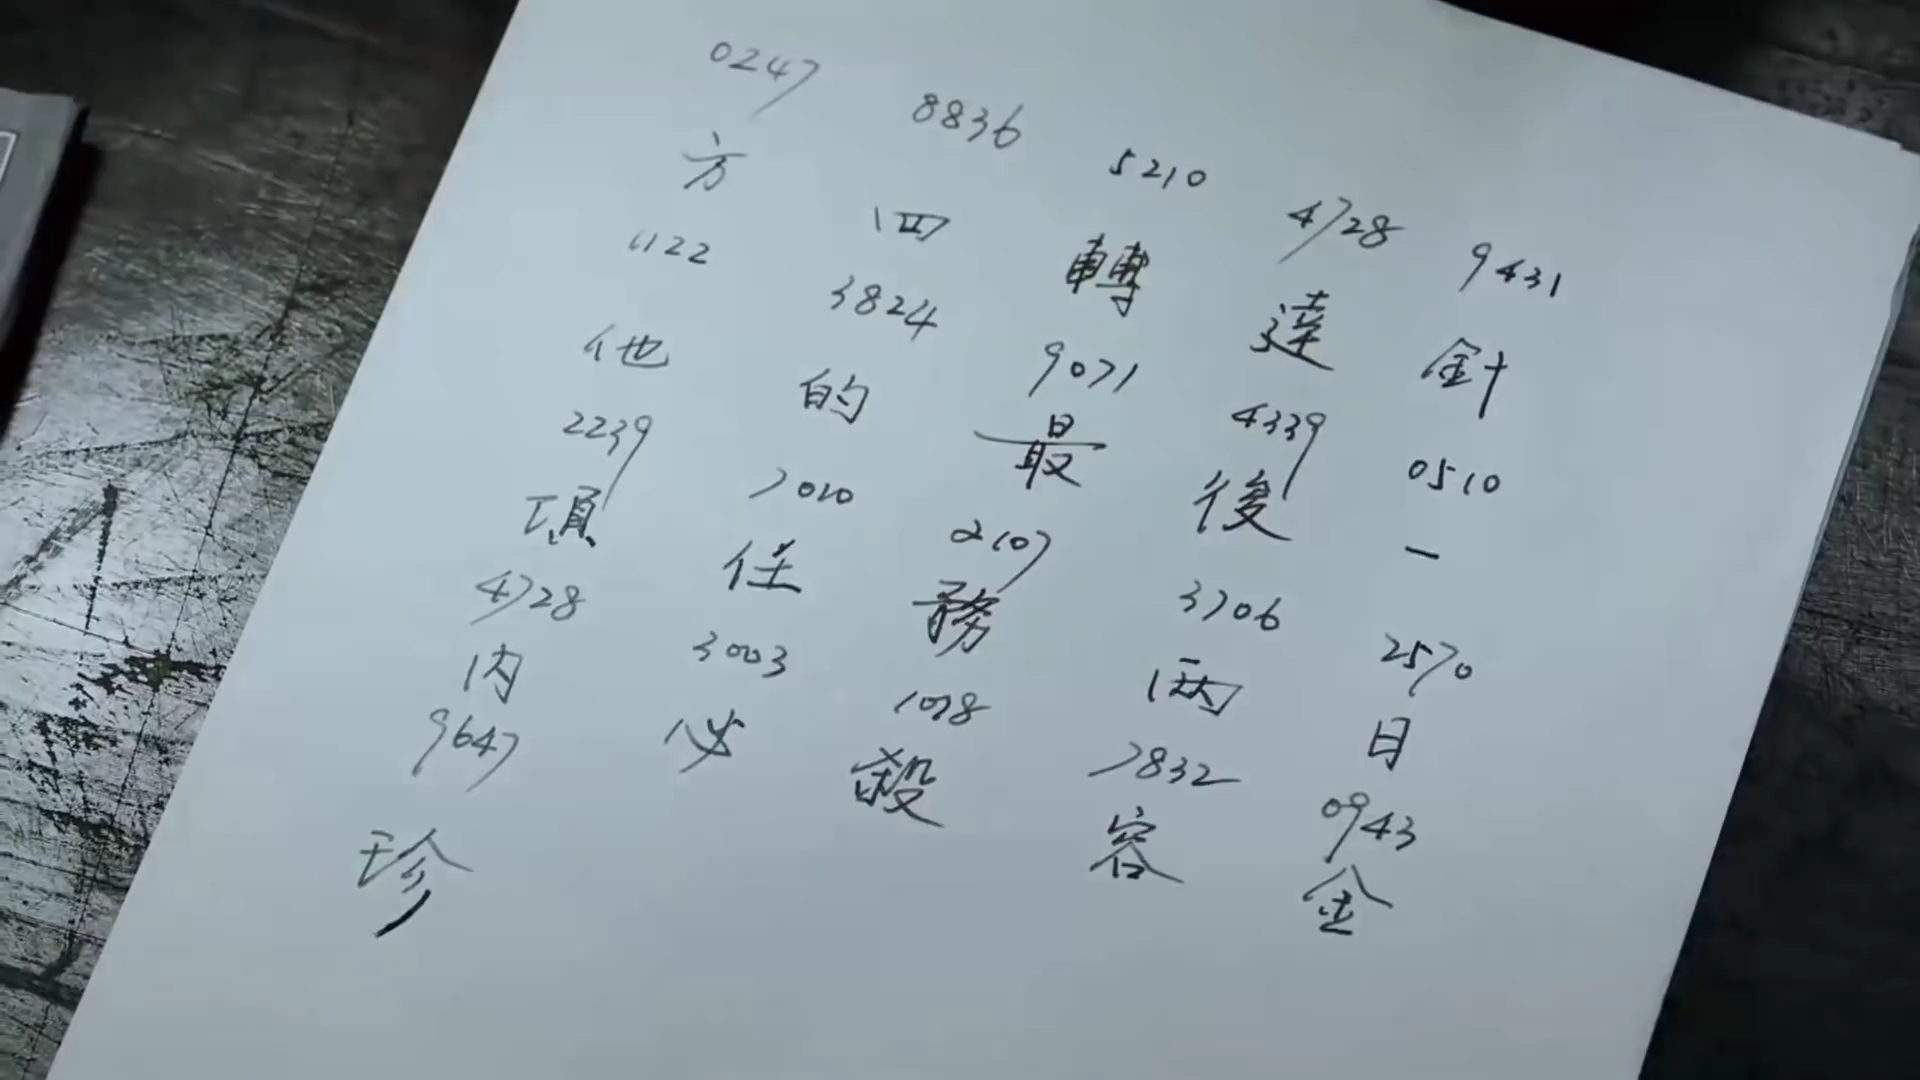 0247 8836 5210 4728 9431
方 四 轉 達 針
1122 3824 9071 4339 0510
他 的 最 後 一
2239 7010 2107 3706 2570
項 任 務 兩 日
4728 3003 1078 7832 0943
内 必 殺 容 金
9647
珍